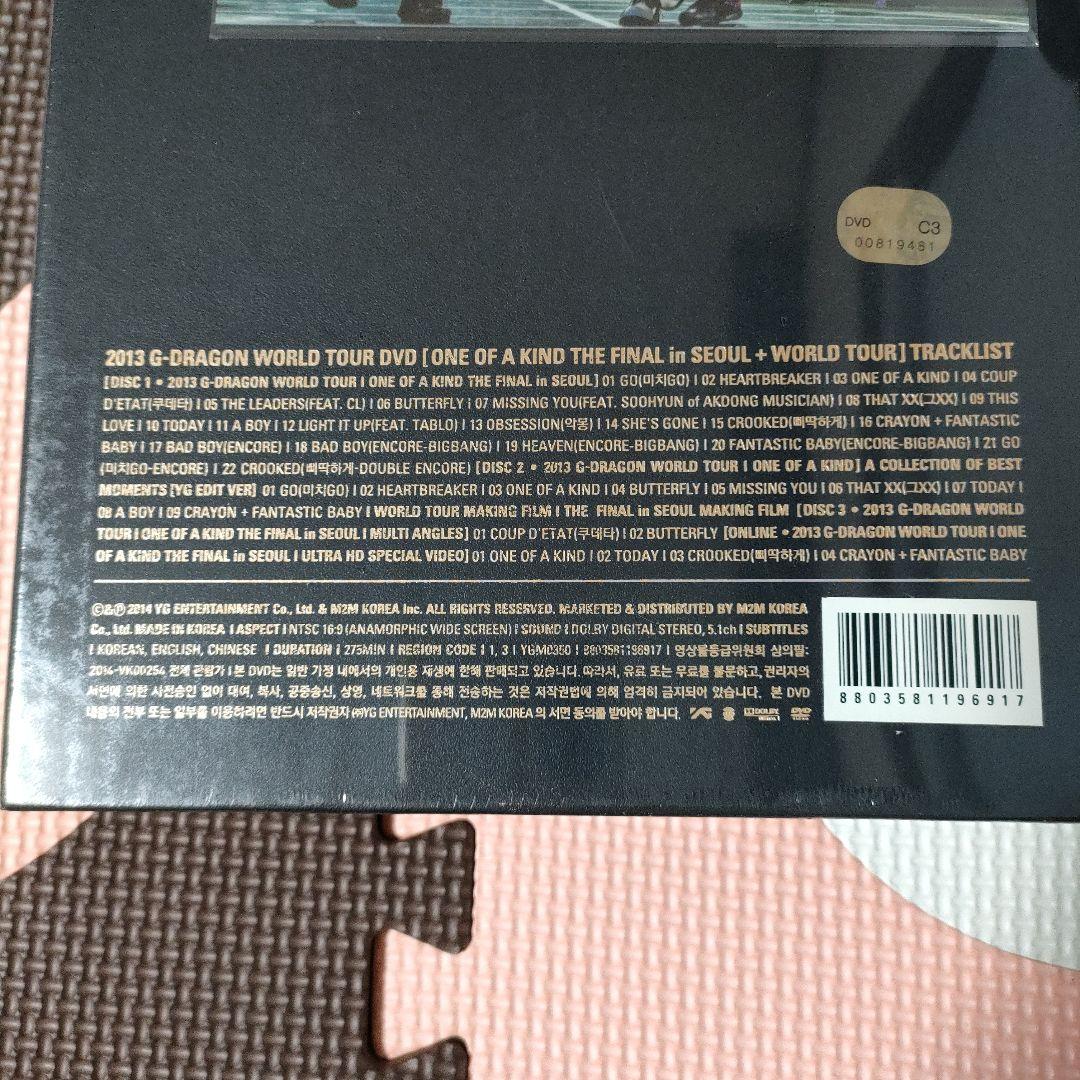 DVD C3
00819481
2013 G-DRAGON WORLD TOUR DVD [ONE OF A KIND THE FINAL in SEOUL + WORLD TOUR] TRACKLIST
[DISC 1 • 2013 G-DRAGON WORLD TOUR I ONE OF A KIND THE FINAL in SEOUL] 01 GO(미치GO) I 02 HEARTBREAKER I 03 ONE OF A KIND I 04 COUP
D'ETAT(쿠데타) I 05 THE LEADERS(FEAT. CL) I 06 BUTTERFLY I 07 MISSING YOU(FEAT. SOOHYUN of AKDONG MUSICIAN) I 08 THAT XX(그XX) I 09 THIS
LOVE I 10 TODAY I 11 A BOY I 12 LIGHT IT UP(FEAT. TABLO) I 13 OBSESSION(악몽) I 14 SHE'S GONE I 15 CROOKED(삐딱하게) I 16 CRAYON + FANTASTIC
BABY I 17 BAD BOY(ENCORE) I 18 BAD BOY(ENCORE-BIGBANG) I 19 HEAVEN(ENCORE-BIGBANG) I 20 FANTASTIC BABY(ENCORE-BIGBANG) I 21 GO
(미치GO-ENCORE) I 22 CROOKED(삐딱하게-DOUBLE ENCORE) [DISC 2 • 2013 G-DRAGON WORLD TOUR I ONE OF A KIND] A COLLECTION OF BEST
MOMENTS [YG EDIT VER] 01 GO(미치GO) I 02 HEARTBREAKER I 03 ONE OF A KIND I 04 BUTTERFLY I 05 MISSING YOU I 06 THAT XX(그XX) I 07 TODAY I
08 A BOY I 09 CRAYON + FANTASTIC BABY I WORLD TOUR MAKING FILM I THE FINAL in SEOUL MAKING FILM [DISC 3 • 2013 G-DRAGON WORLD
TOUR I ONE OF A KIND THE FINAL in SEOUL I MULTI ANGLES] 01 COUP D'ETAT(쿠데타) I 02 BUTTERFLY [ONLINE • 2013 G-DRAGON WORLD TOUR I ONE
OF A KIND THE FINAL in SEOUL I ULTRA HD SPECIAL VIDEO] 01 ONE OF A KIND I 02 TODAY I 03 CROOKED(삐딱하게) I 04 CRAYON + FANTASTIC BABY
©&℗ 2014 YG ENTERTAINMENT Co., Ltd. & M2M KOREA Inc. ALL RIGHTS RESERVED. MARKETED & DISTRIBUTED BY M2M KOREA
Co., Ltd. MADE IN KOREA I ASPECT I NTSC 16:9 (ANAMORPHIC WIDE SCREEN) I SOUND I DOLBY DIGITAL STEREO, 5.1ch I SUBTITLES
I KOREAN, ENGLISH, CHINESE I DURATION I 275MIN I REGION CODE I 1, 3 I YGM0350 I 8803581196917 I 영상물등급위원회 심의필:
2014-VK00254 전체 관람가 I 본 DVD는 일반 가정 내에서의 개인용 재생에 한해 판매되고 있습니다. 따라서, 유료 또는 무료를 불문하고, 권리자의
서면에 의한 사전승인 없이 대여, 복사, 공중송신, 상영, 네트워크를 통해 전송하는 것은 저작권법에 의해 엄격히 금지되어 있습니다. 본 DVD
내용의 전부 또는 일부를 이용하려면 반드시 저작권자 ㈜YG ENTERTAINMENT, M2M KOREA 의 서면 동의를 받아야 합니다. YG DOLBY DVD
8803581196917